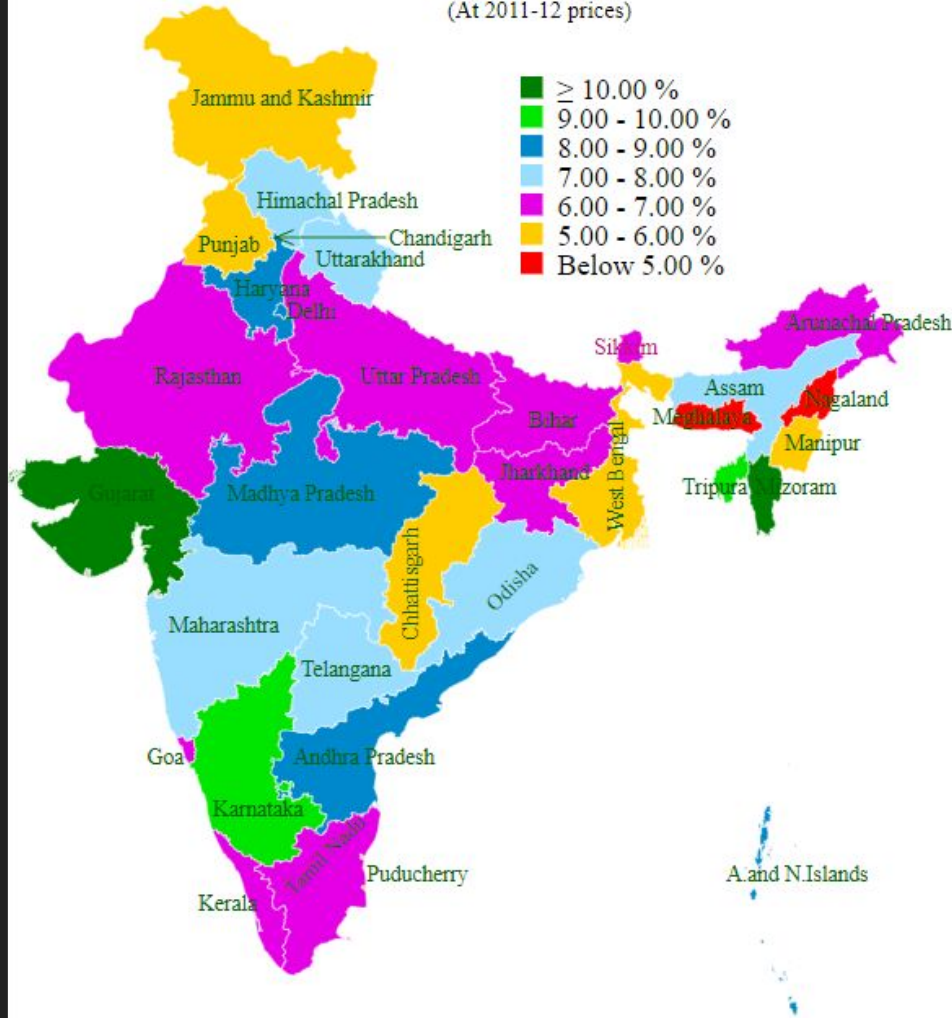 (At 2011-12 prices)
≥ 10.00 %
9.00 - 10.00 %
8.00 - 9.00 %
7.00 - 8.00 %
6.00 - 7.00 %
5.00 - 6.00 %
Below 5.00 %
Jammu and Kashmir
Himachal Pradesh
Punjab
Chandigarh
Uttarakhand
Haryana
Delhi
Arunachal Pradesh
Sikkim
Rajasthan
Uttar Pradesh
Assam
Nagaland
Meghalaya
Bihar
Manipur
Jharkhand
West Bengal
Gujarat
Madhya Pradesh
Tripura
Mizoram
Chhattisgarh
Odisha
Maharashtra
Telangana
Goa
Andhra Pradesh
Karnataka
Tamil Nadu
Puducherry
A.and N.Islands
Kerala